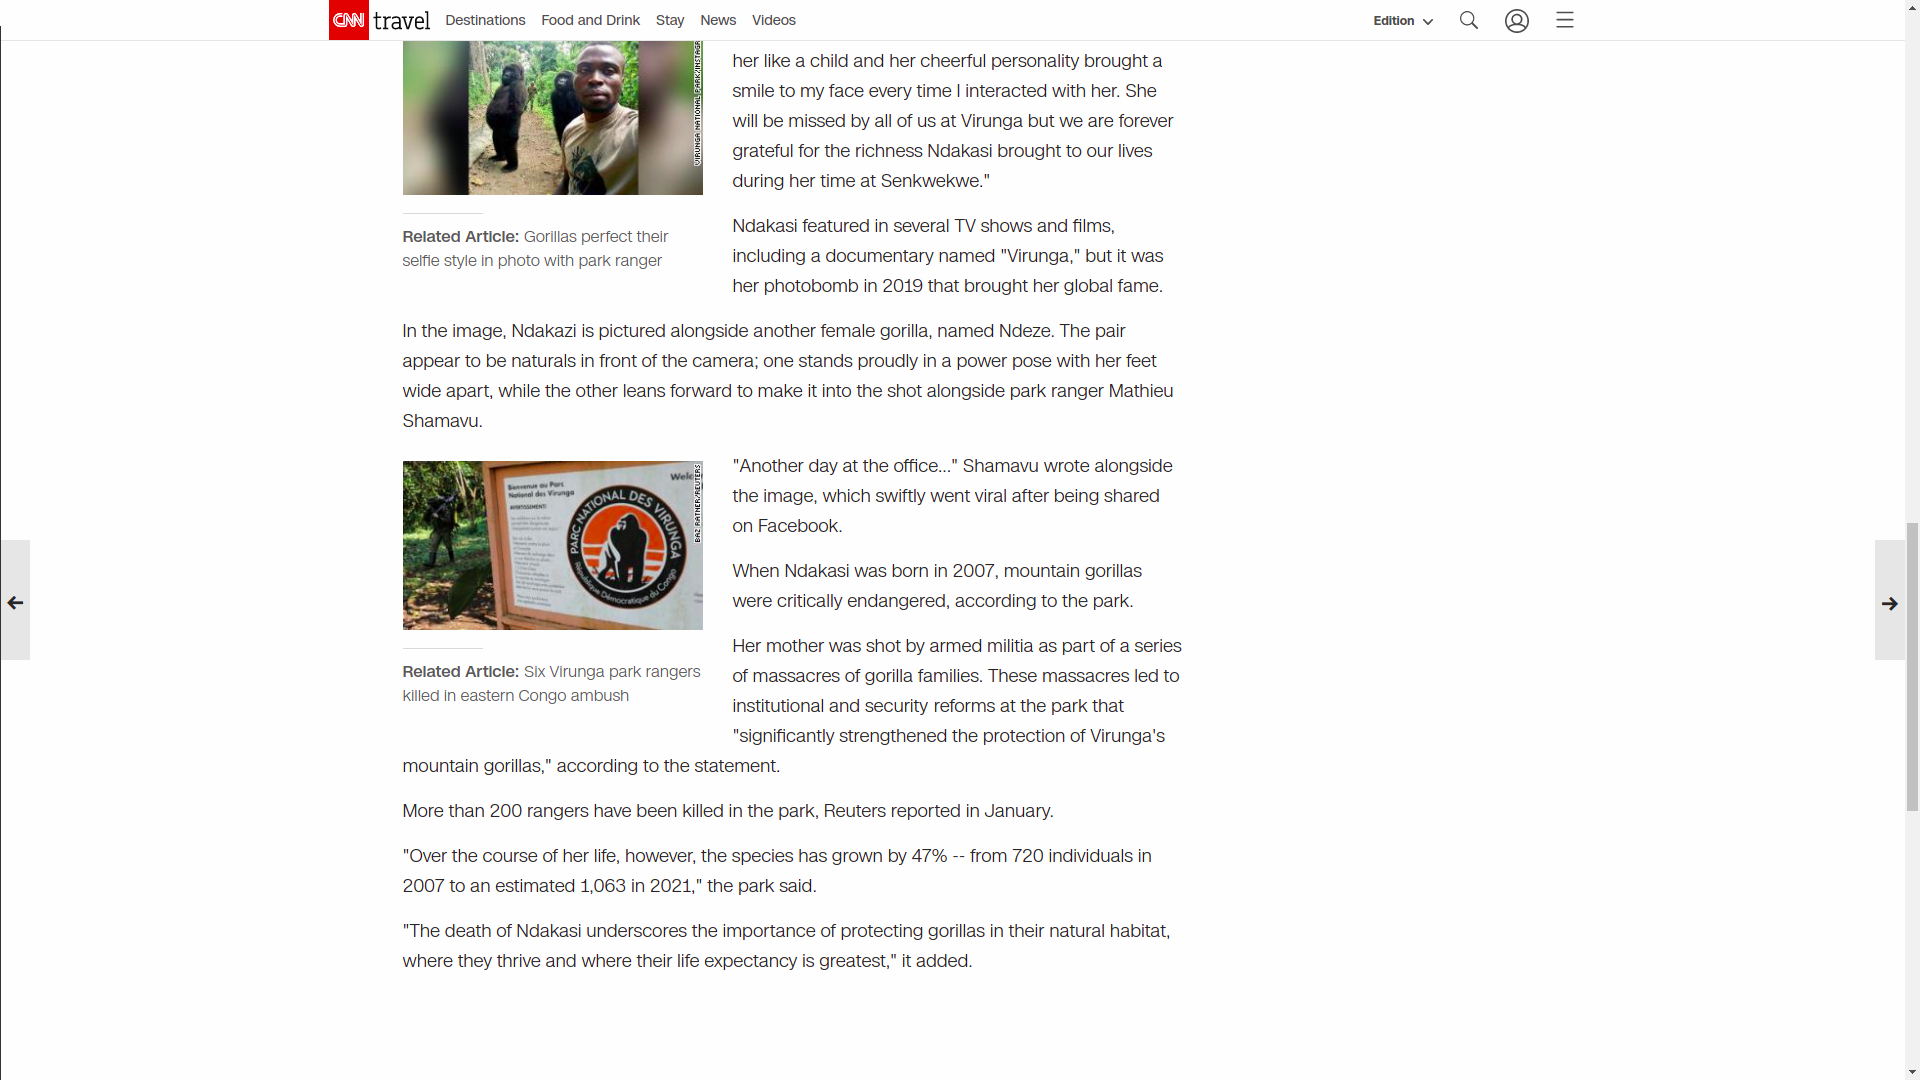 CNN travel Destinations Food and Drink Stay News Videos Edition
her like a child and her cheerful personality brought a
smile to my face every time I interacted with her. She
will be missed by all of us at Virunga but we are forever
grateful for the richness Ndakasi brought to our lives
during her time at Senkwekwe."
VIRUNGA NATIONAL PARK/INSTAGR
Related Article: Gorillas perfect their
selfie style in photo with park ranger
Ndakasi featured in several TV shows and films,
including a documentary named "Virunga," but it was
her photobomb in 2019 that brought her global fame.
In the image, Ndakazi is pictured alongside another female gorilla, named Ndeze. The pair
appear to be naturals in front of the camera; one stands proudly in a power pose with her feet
wide apart, while the other leans forward to make it into the shot alongside park ranger Mathieu
Shamavu.
Bienvenue au Parc
National des Virunga
AVERTISSEMENT!
Welc
PARC NATIONAL DES VIRUNGA
République Démocratique du Congo
BAZ RATNER/REUTERS
Related Article: Six Virunga park rangers
killed in eastern Congo ambush
"Another day at the office..." Shamavu wrote alongside
the image, which swiftly went viral after being shared
on Facebook.
When Ndakasi was born in 2007, mountain gorillas
were critically endangered, according to the park.
Her mother was shot by armed militia as part of a series
of massacres of gorilla families. These massacres led to
institutional and security reforms at the park that
"significantly strengthened the protection of Virunga's
mountain gorillas," according to the statement.
More than 200 rangers have been killed in the park, Reuters reported in January.
"Over the course of her life, however, the species has grown by 47% -- from 720 individuals in
2007 to an estimated 1,063 in 2021," the park said.
"The death of Ndakasi underscores the importance of protecting gorillas in their natural habitat,
where they thrive and where their life expectancy is greatest," it added.